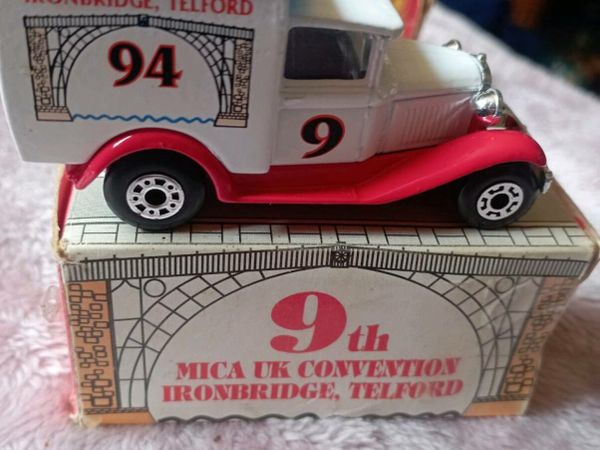 IRONBRIDGE, TELFORD
94
9
9th
MICA UK CONVENTION
IRONBRIDGE, TELFORD